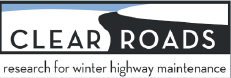 CLEAR ROADS
research for winter highway maintenance